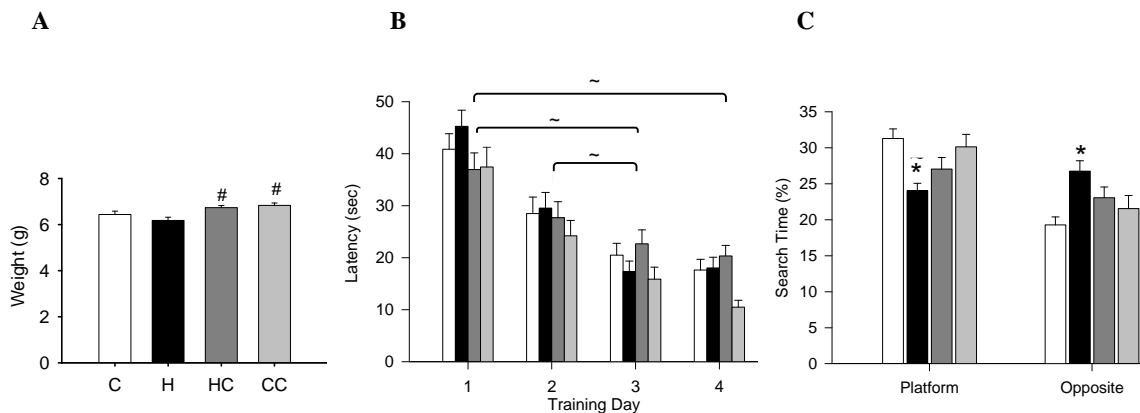 A
Weight (g)
8
6
4
2
0
# #
C H HC CC
B
Latency (sec)
50
40
30
20
10
0
~
~
~
1 2 3 4
Training Day
C
Search Time (%)
35
30
25
20
15
10
5
0
~
* *
Platform Opposite